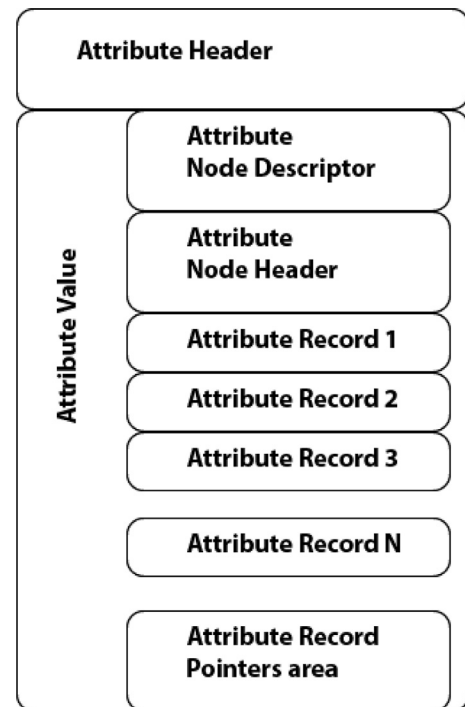 Attribute Header
Attribute
Node Descriptor
Attribute
Node Header
Attribute Value
Attribute Record 1
Attribute Record 2
Attribute Record 3
Attribute Record N
Attribute Record
Pointers area